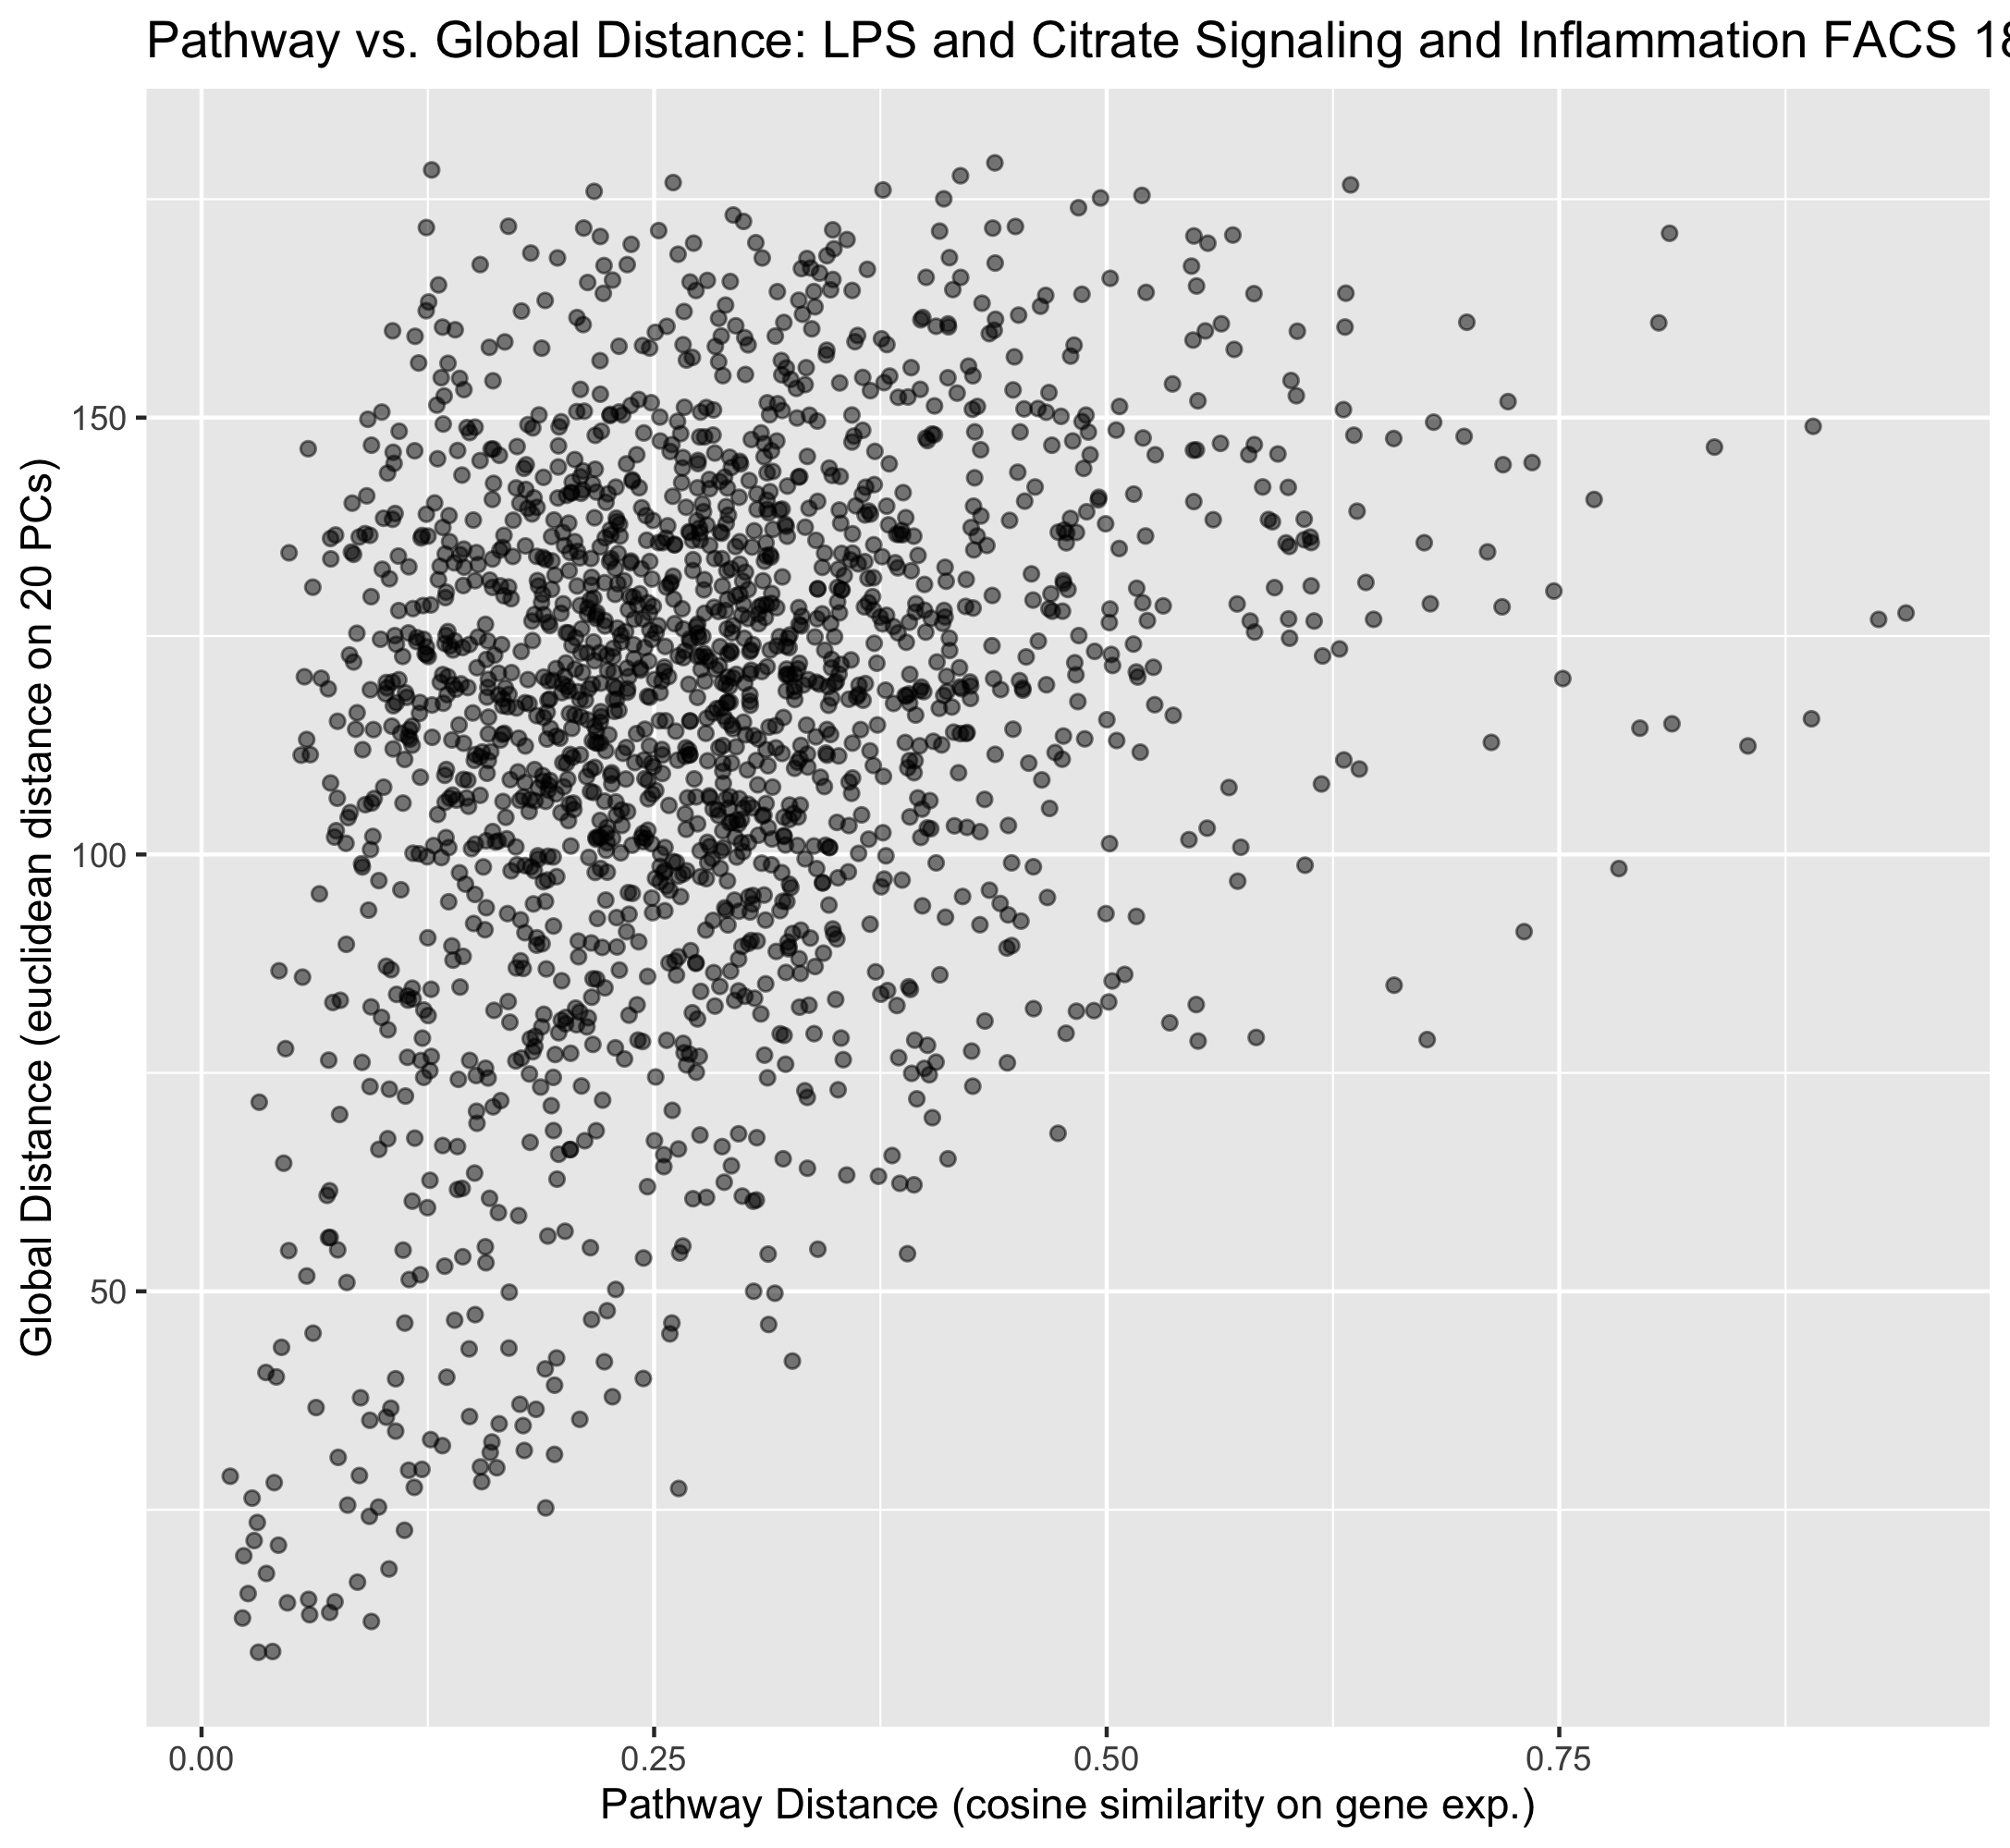 Pathway vs. Global Distance: LPS and Citrate Signaling and Inflammation FACS 18
Global Distance (euclidean distance on 20 PCs)
150
100
50
0.00
0.25
0.50
0.75
Pathway Distance (cosine similarity on gene exp.)